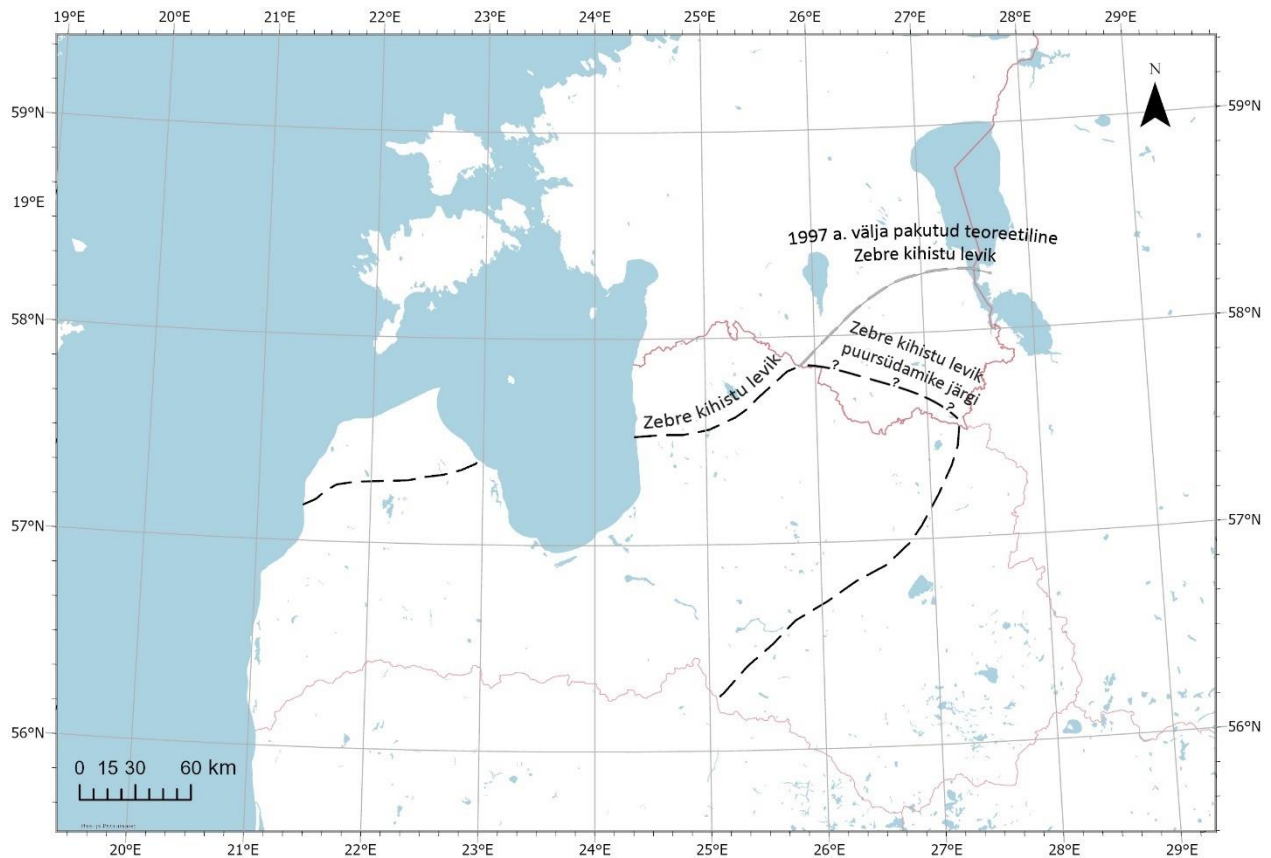 19°E 20°E 21°E 22°E 23°E 24°E 25°E 26°E 27°E 28°E 29°E
N
59°N 59°N
19°E
1997 a. välja pakutud teoreetiline
Zebre kihistu levik
58°N 58°N
Zebre kihistu levik
puursüdamike järgi
? ? ?
Zebre kihistu levik
57°N 57°N
56°N 56°N
0 15 30 60 km
20°E 21°E 22°E 23°E 24°E 25°E 26°E 27°E 28°E 29°E